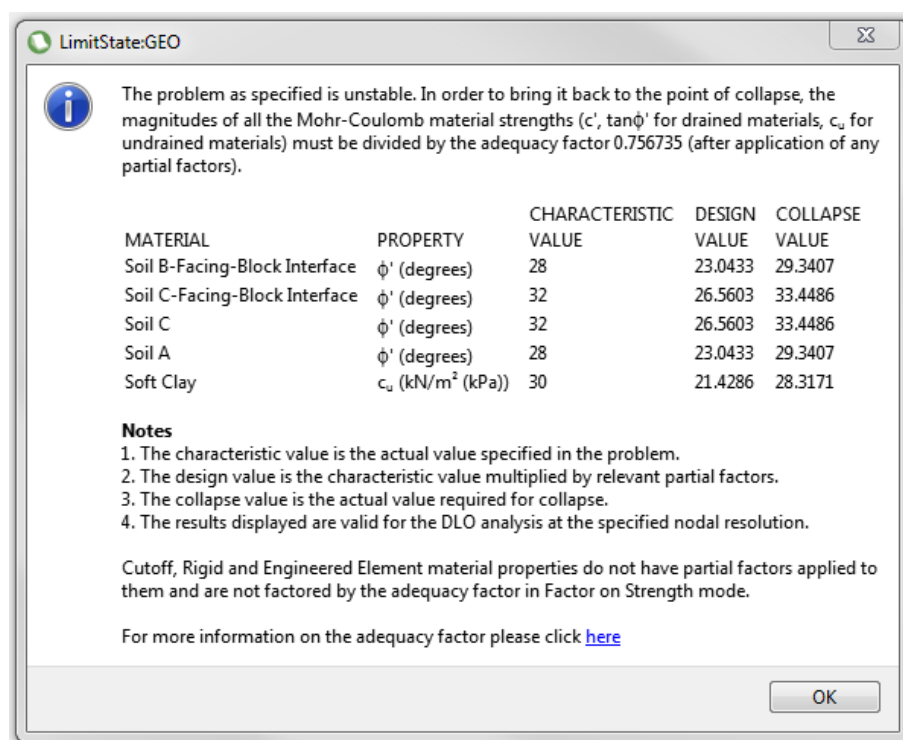 LimitState:GEO
The problem as specified is unstable. In order to bring it back to the point of collapse, the
magnitudes of all the Mohr-Coulomb material strengths (c', tanϕ' for drained materials, cᵤ for
undrained materials) must be divided by the adequacy factor 0.756735 (after application of any
partial factors).
CHARACTERISTIC DESIGN COLLAPSE
MATERIAL PROPERTY VALUE VALUE VALUE
Soil B-Facing-Block Interface ϕ' (degrees) 28 23.0433 29.3407
Soil C-Facing-Block Interface ϕ' (degrees) 32 26.5603 33.4486
Soil C ϕ' (degrees) 32 26.5603 33.4486
Soil A ϕ' (degrees) 28 23.0433 29.3407
Soft Clay cᵤ (kN/m² (kPa)) 30 21.4286 28.3171
Notes
1. The characteristic value is the actual value specified in the problem.
2. The design value is the characteristic value multiplied by relevant partial factors.
3. The collapse value is the actual value required for collapse.
4. The results displayed are valid for the DLO analysis at the specified nodal resolution.
Cutoff, Rigid and Engineered Element material properties do not have partial factors applied to
them and are not factored by the adequacy factor in Factor on Strength mode.
For more information on the adequacy factor please click here
OK